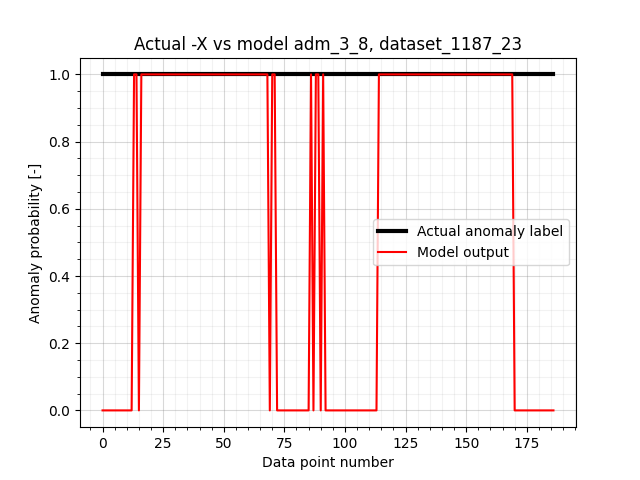 Actual -X vs model adm_3_8, dataset_1187_23
Anomaly probability [-]
1.0
0.8
0.6
0.4
0.2
0.0
Actual anomaly label
Model output
0 25 50 75 100 125 150 175
Data point number